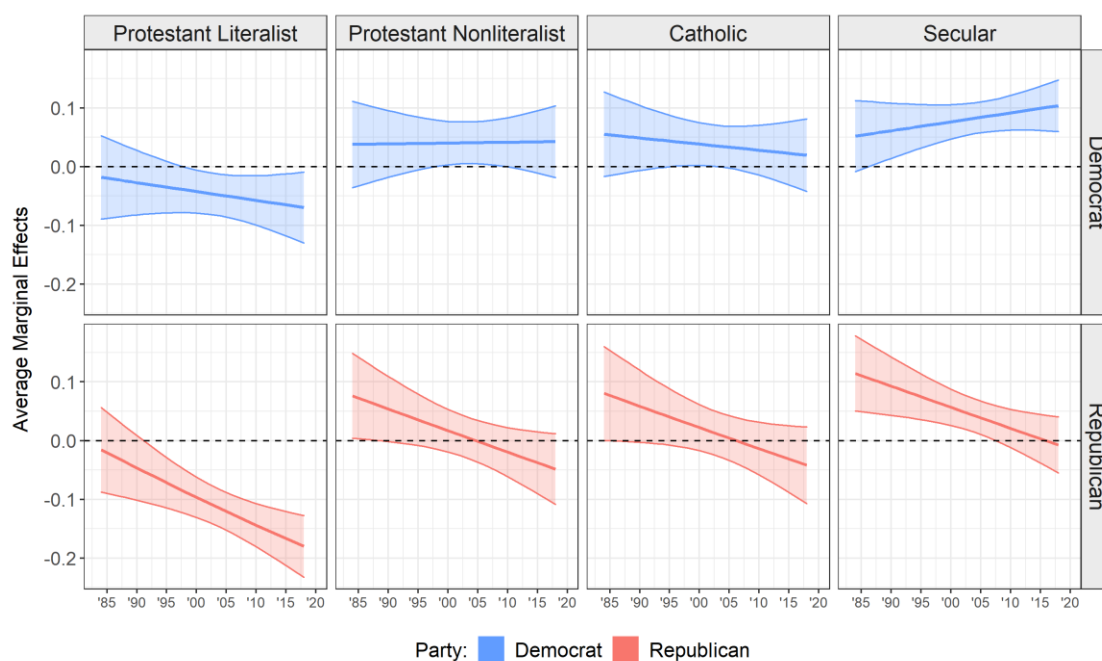 Protestant Literalist Protestant Nonliteralist Catholic Secular
Average Marginal Effects
0.1
0.0
-0.1
-0.2
Democrat
0.1
0.0
-0.1
-0.2
Republican
'85 '90 '95 '00 '05 '10 '15 '20 '85 '90 '95 '00 '05 '10 '15 '20 '85 '90 '95 '00 '05 '10 '15 '20 '85 '90 '95 '00 '05 '10 '15 '20
Party: Democrat Republican